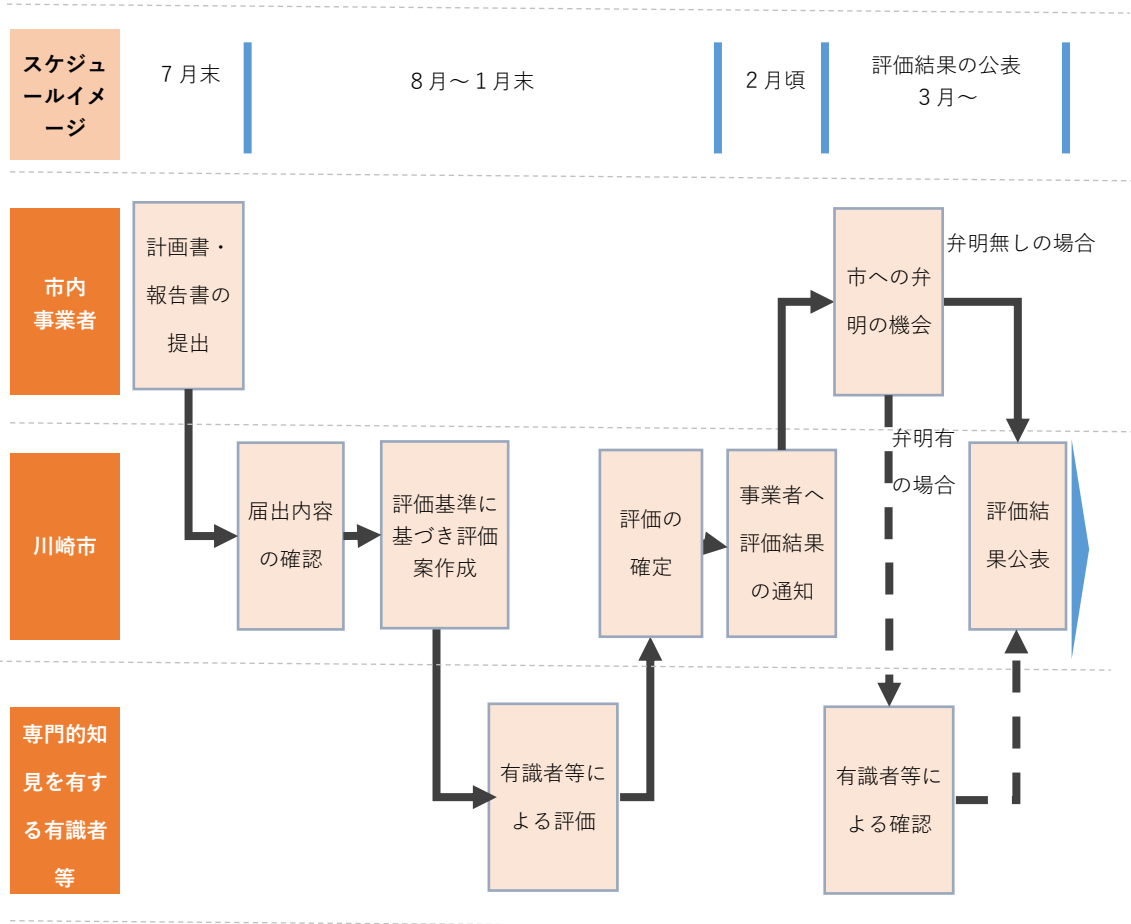 スケジュ
ールイメ
ージ
7月末
8月~1月末
2月頃
評価結果の公表
3月~
市内
事業者
計画書・
報告書の
提出
市への弁
明の機会
弁明無しの場合
弁明有
の場合
川崎市
届出内容
の確認
評価基準に
基づき評価
案作成
評価の
確定
事業者へ
評価結果
の通知
評価結
果公表
専門的知
見を有す
る有識者
等
有識者等に
よる評価
有識者等に
よる確認